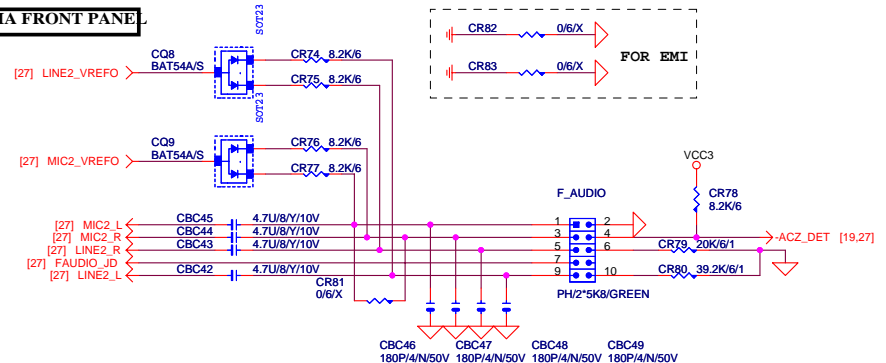 IA FRONT PANEL
SOT23
CQ8
BAT54A/S
[27] LINE2_VREFO
CR74 8.2K/6
CR75 8.2K/6
CR82 0/6/X
CR83 0/6/X
FOR EMI
SOT23
CQ9
BAT54A/S
[27] MIC2_VREFO
CR76 8.2K/6
CR77 8.2K/6
VCC3
CR78
8.2K/6
F_AUDIO
[27] MIC2_L CBC45 4.7U/8/Y/10V 1 2
[27] MIC2_R CBC44 4.7U/8/Y/10V 3 4 -ACZ_DET [19,27]
[27] LINE2_R CBC43 4.7U/8/Y/10V 5 6 CR79 20K/6/1
[27] FAUDIO_JD 7
[27] LINE2_L CBC42 4.7U/8/Y/10V 9 10 CR80 39.2K/6/1
CR81
0/6/X
PH/2*5K8/GREEN
CBC46 CBC47 CBC48 CBC49
180P/4/N/50V 180P/4/N/50V 180P/4/N/50V 180P/4/N/50V